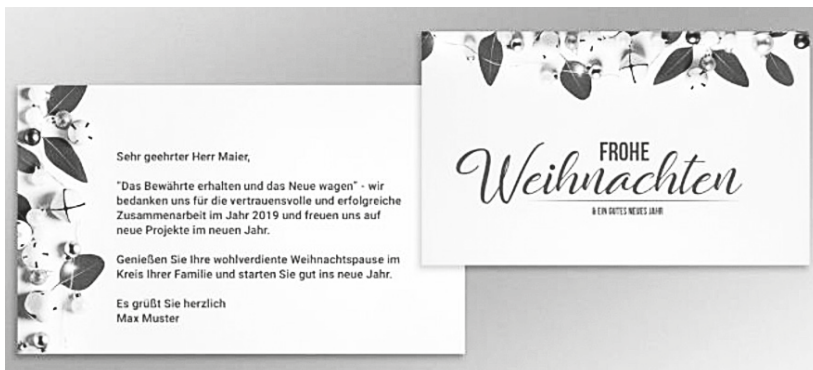 Sehr geehrter Herr Maier,
"Das Bewährte erhalten und das Neue wagen" - wir
bedanken uns für die vertrauensvolle und erfolgreiche
Zusammenarbeit im Jahr 2019 und freuen uns auf
neue Projekte im neuen Jahr.
Genießen Sie Ihre wohlverdiente Weihnachtspause im
Kreis Ihrer Familie und starten Sie gut ins neue Jahr.
Es grüßt Sie herzlich
Max Muster
FROHE
Weihnachten
& EIN GUTES NEUES JAHR